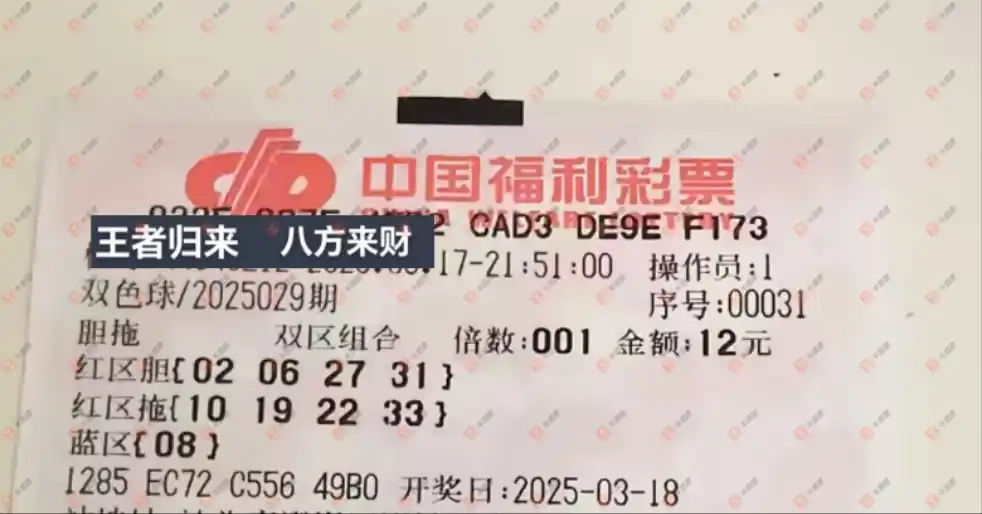 中国福利彩票
CAD3 DE9E F173
王者归来 八方来财
17-21:51:00 操作员:1
双色球/2025029期 序号:00031
胆拖 双区组合 倍数:001 金额:12元
红区胆{02 06 27 31}
红区拖{10 19 22 33}
蓝区{08}
1285 EC72 C556 49B0 开奖日:2025-03-18